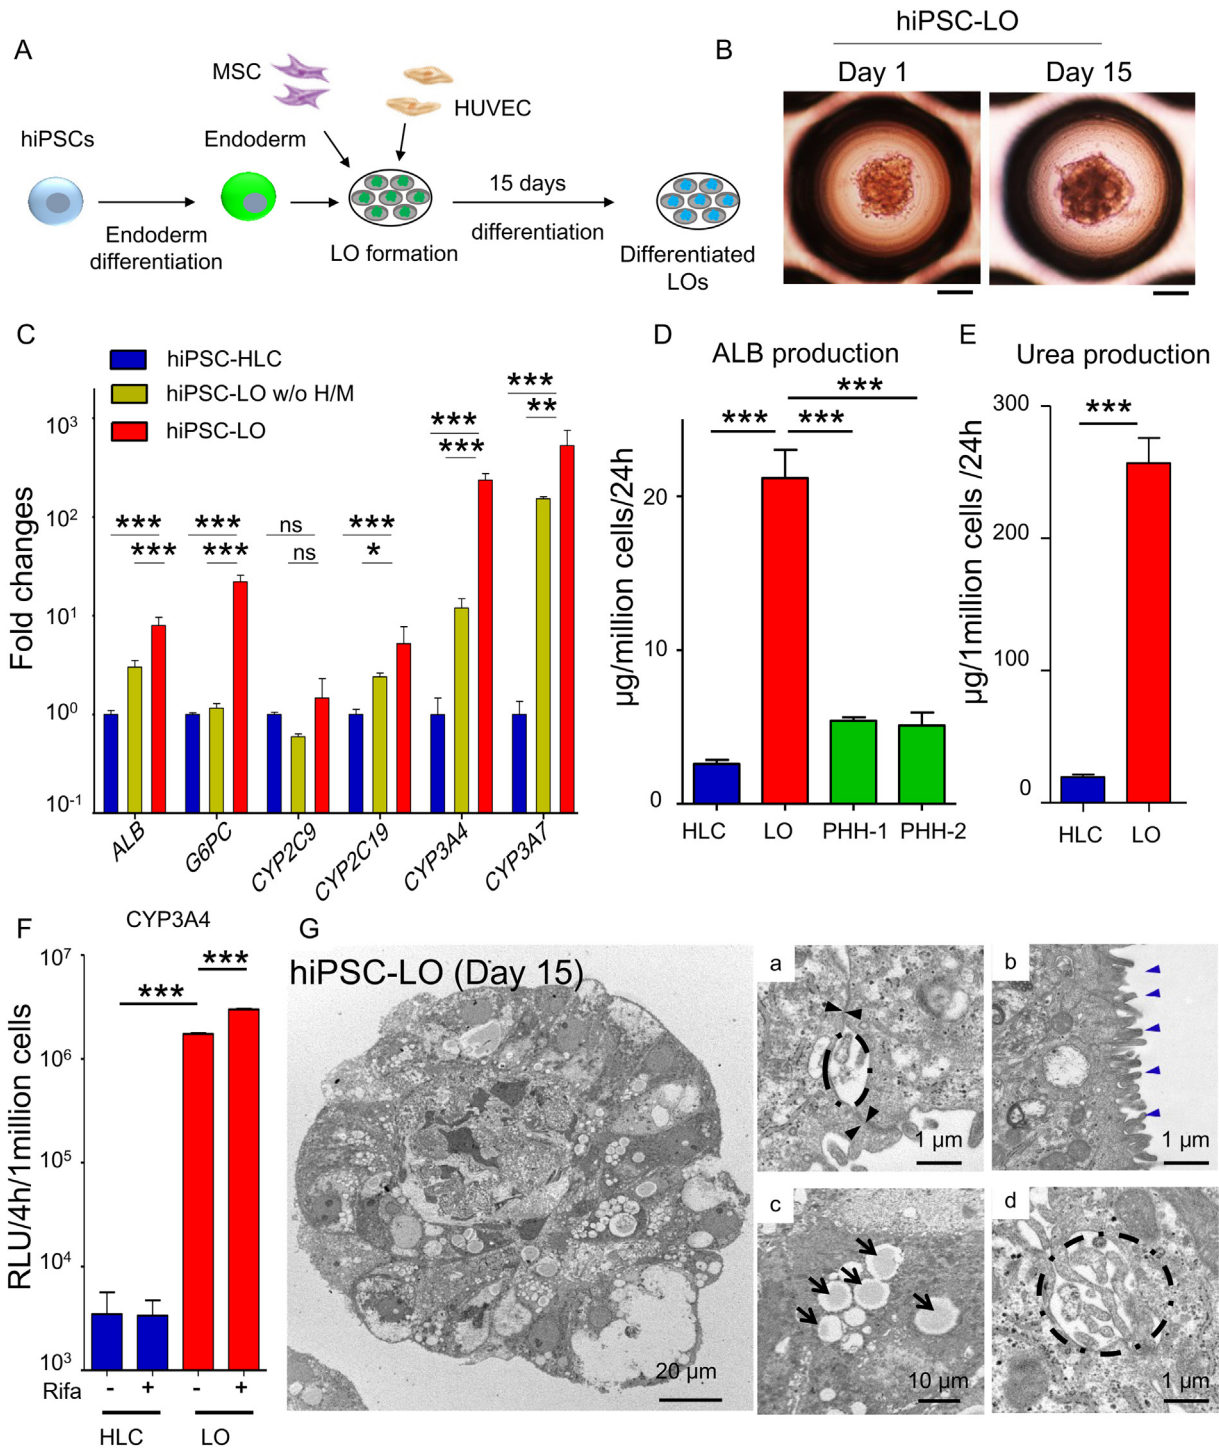 A
MSC
HUVEC
hiPSCs
Endoderm
15 days
Endoderm
differentiation
LO formation
differentiation
Differentiated
LOs
B
hiPSC-LO
Day 1
Day 15
C
hiPSC-HLC
hiPSC-LO w/o H/M
hiPSC-LO
Fold changes
10³
10²
10¹
10⁰
10⁻¹
***
***
***
***
ns
ns
***
*
***
***
***
**
ALB
G6PC
CYP2C9
CYP2C19
CYP3A4
CYP3A7
D
ALB production
µg/million cells/24h
20
10
0
***
***
***
HLC
LO
PHH-1
PHH-2
E
Urea production
µg/1million cells /24h
300
200
100
0
***
HLC
LO
F
CYP3A4
RLU/4h/1million cells
10⁷
10⁶
10⁵
10⁴
10³
***
***
Rifa
- + - +
HLC
LO
G
hiPSC-LO (Day 15)
20 µm
a
1 µm
b
1 µm
c
10 µm
d
1 µm